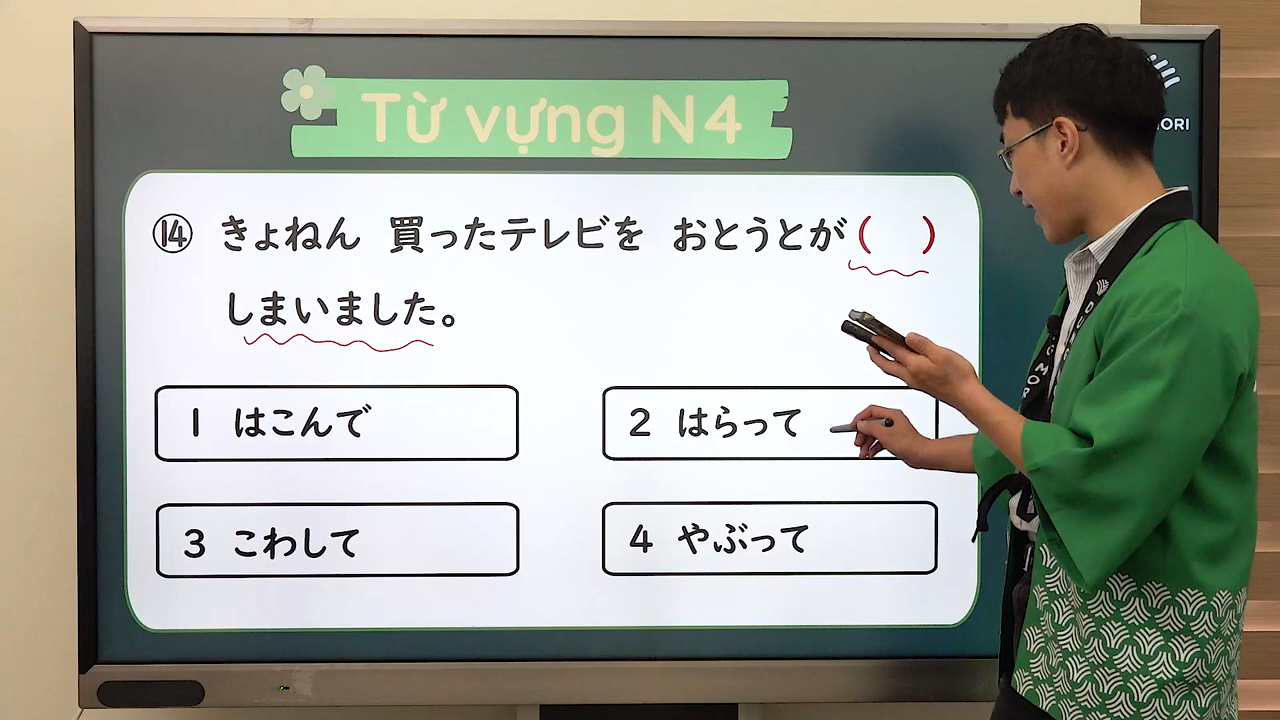 Từ vựng N4
⑭ きょねん 買ったテレビを おとうとが( )
しまいました。
1 はこんで
2 はらって
3 こわして
4 やぶって